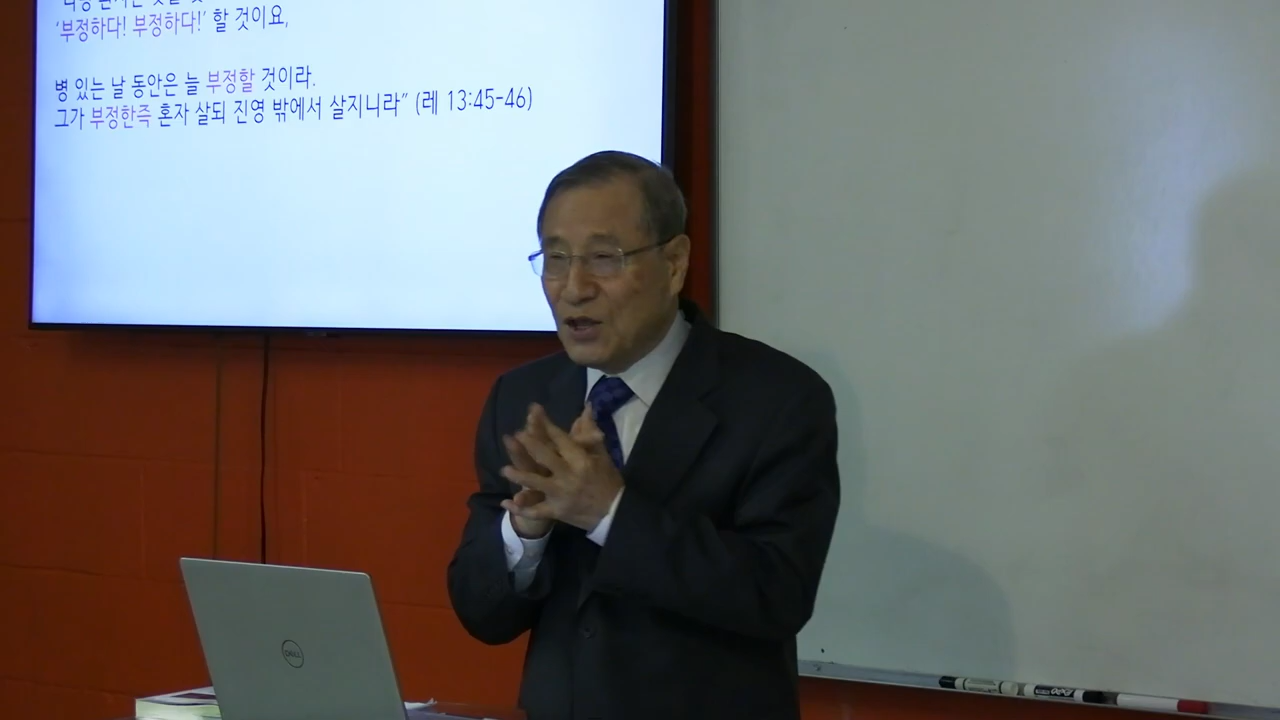 '부정하다! 부정하다!' 할 것이요,
병 있는 날 동안은 늘 부정할 것이라.
그가 부정한즉 혼자 살되 진영 밖에서 살지니라" (레 13:45-46)
DELL
EXPO